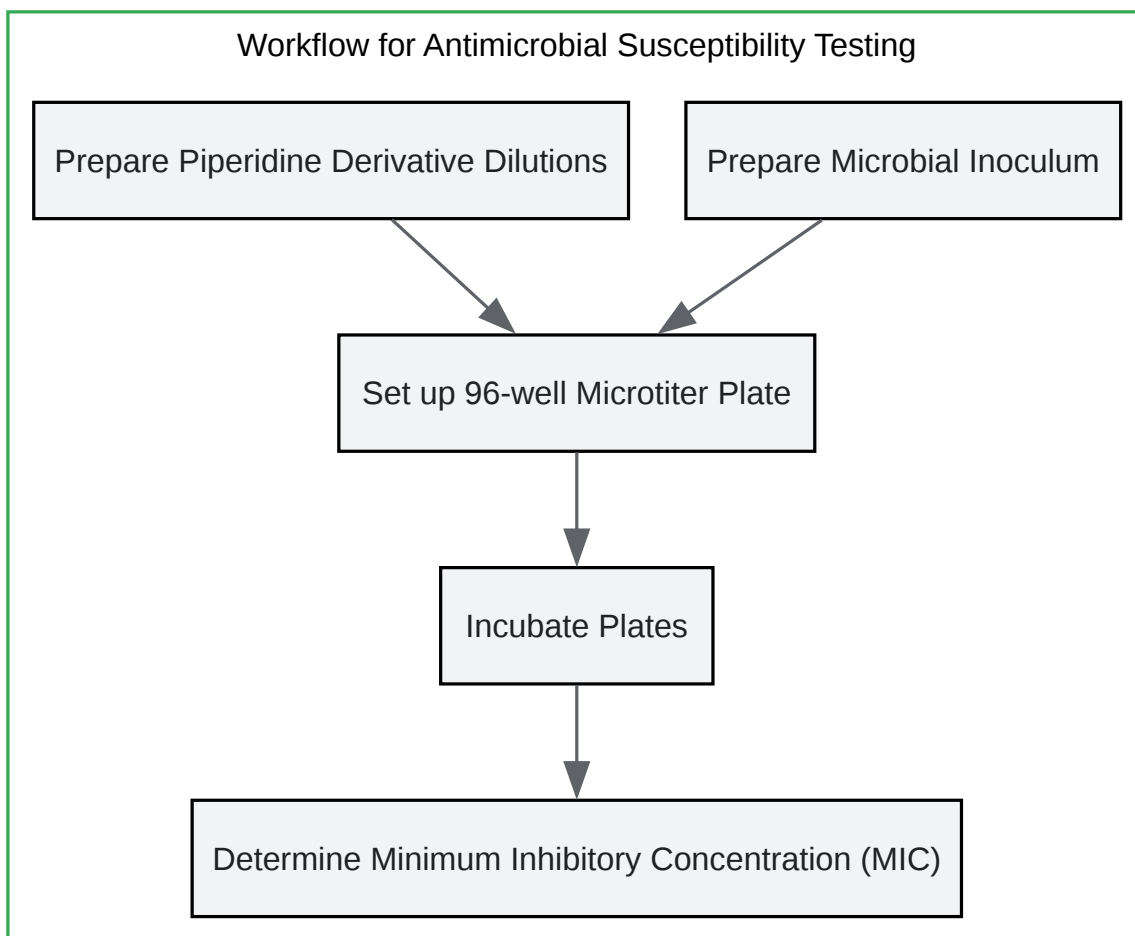 Workflow for Antimicrobial Susceptibility Testing
Prepare Piperidine Derivative Dilutions
Prepare Microbial Inoculum
Set up 96-well Microtiter Plate
Incubate Plates
Determine Minimum Inhibitory Concentration (MIC)